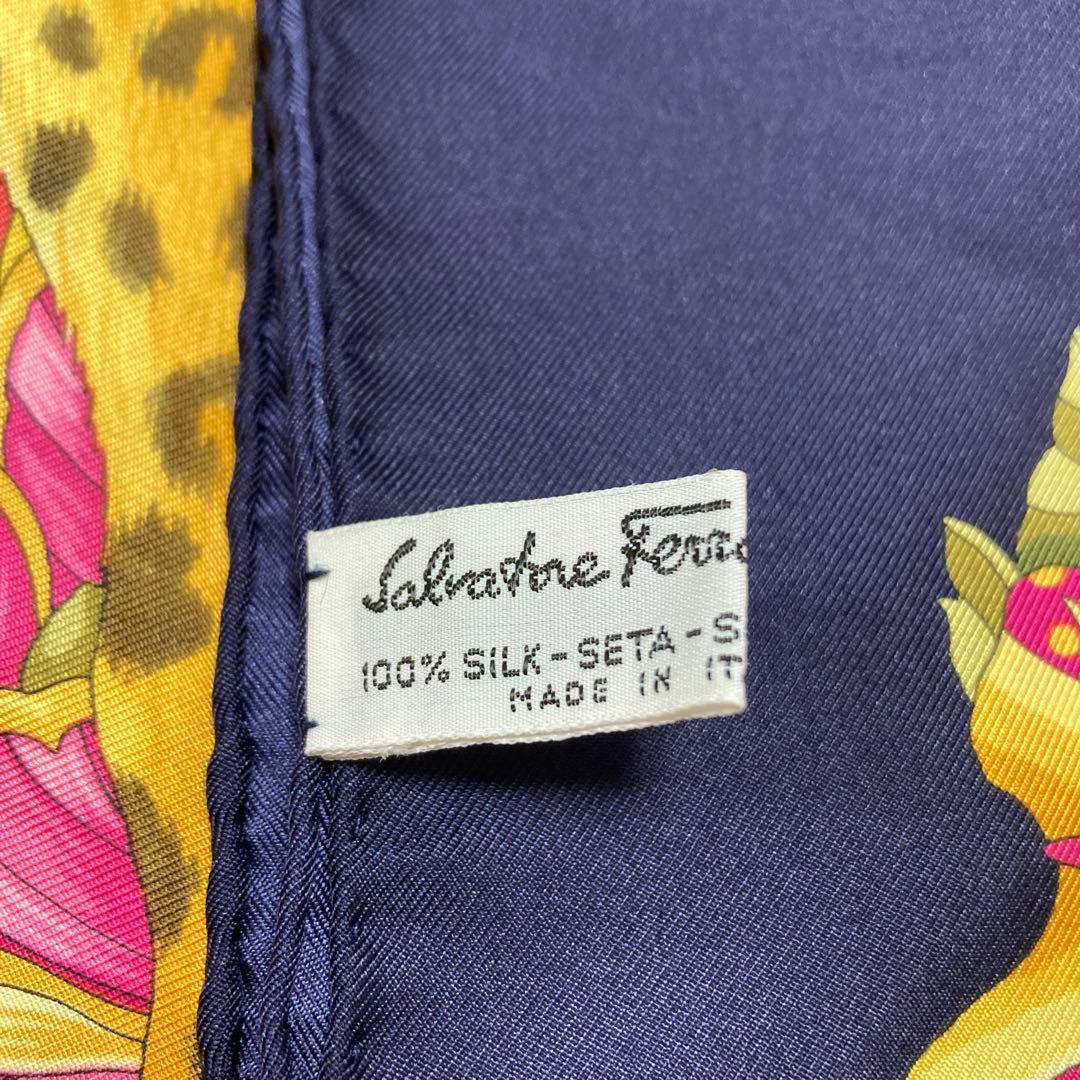 Salvatore Ferra
100% SILK - SETA - S
MADE IN IT